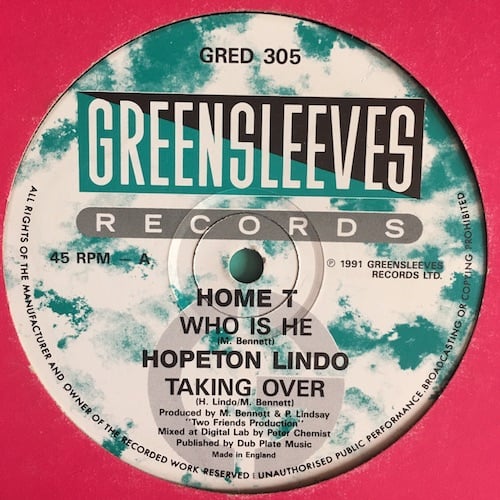 GRED 305
GREENSLEEVES
RECORDS
45 RPM — A
℗ 1991 GREENSLEEVES
RECORDS LTD.
HOME T
WHO IS HE
(M. Bennett)
HOPETON LINDO
TAKING OVER
(H. Lindo/M. Bennett)
Produced by M. Bennett & P. Lindsay
"Two Friends Production"
Mixed at Digital Lab by Peter Chemist
Published by Dub Plate Music
Made in England
ALL RIGHTS OF THE MANUFACTURER AND OWNER OF THE RECORDED WORK RESERVED UNAUTHORISED PUBLIC PERFORMANCE. BROADCASTING OR COPYING PROHIBITED